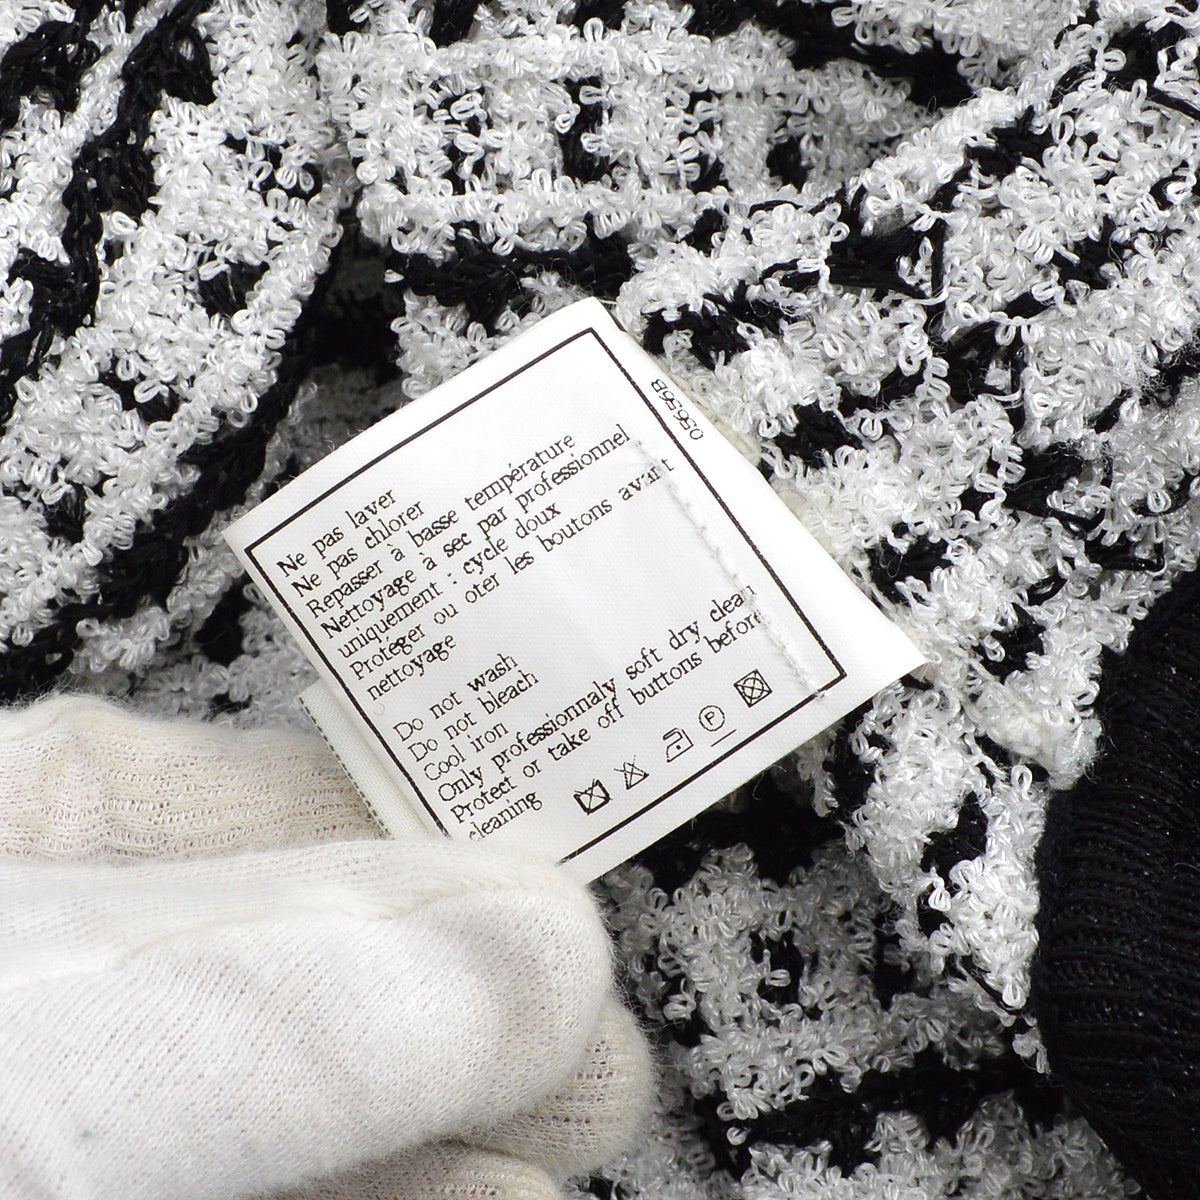 05656B
Ne pas laver
Ne pas chlorer
Repasser à basse température
Nettoyage à sec par professionnel
uniquement : cycle doux
Protéger ou oter les boutons avant
nettoyage
Do not wash
Do not bleach
Cool iron
Only professionnaly soft dry clean
Protect or take off buttons before
cleaning
P